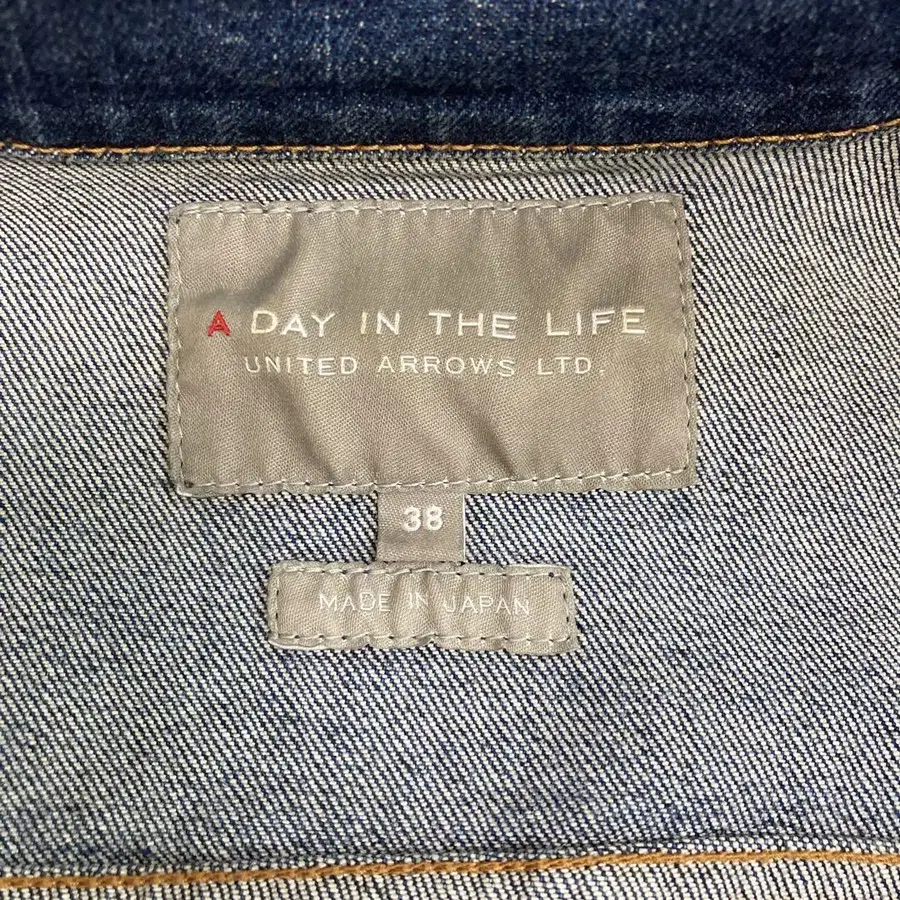 A DAY IN THE LIFE
UNITED ARROWS LTD.
38
MADE IN JAPAN